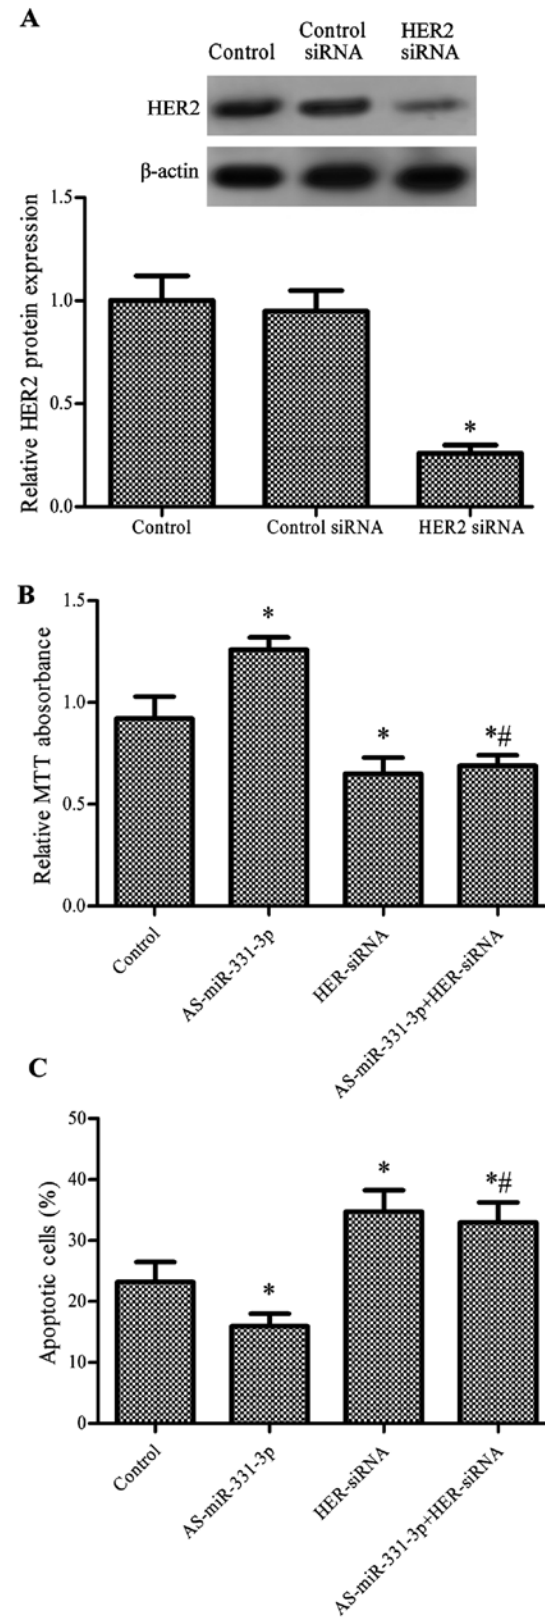 A
Control
Control
siRNA
HER2
siRNA
HER2
β-actin
Relative HER2 protein expression
1.5
1.0
0.5
0.0
*
Control
Control siRNA
HER2 siRNA
B
Relative MTT abosorbance
1.5
1.0
0.5
0.0
*
*
*#
Control
AS-miR-331-3p
HER-siRNA
AS-miR-331-3p+HER-siRNA
C
Apoptotic cells (%)
50
40
30
20
10
0
*
*
*#
Control
AS-miR-331-3p
HER-siRNA
AS-miR-331-3p+HER-siRNA